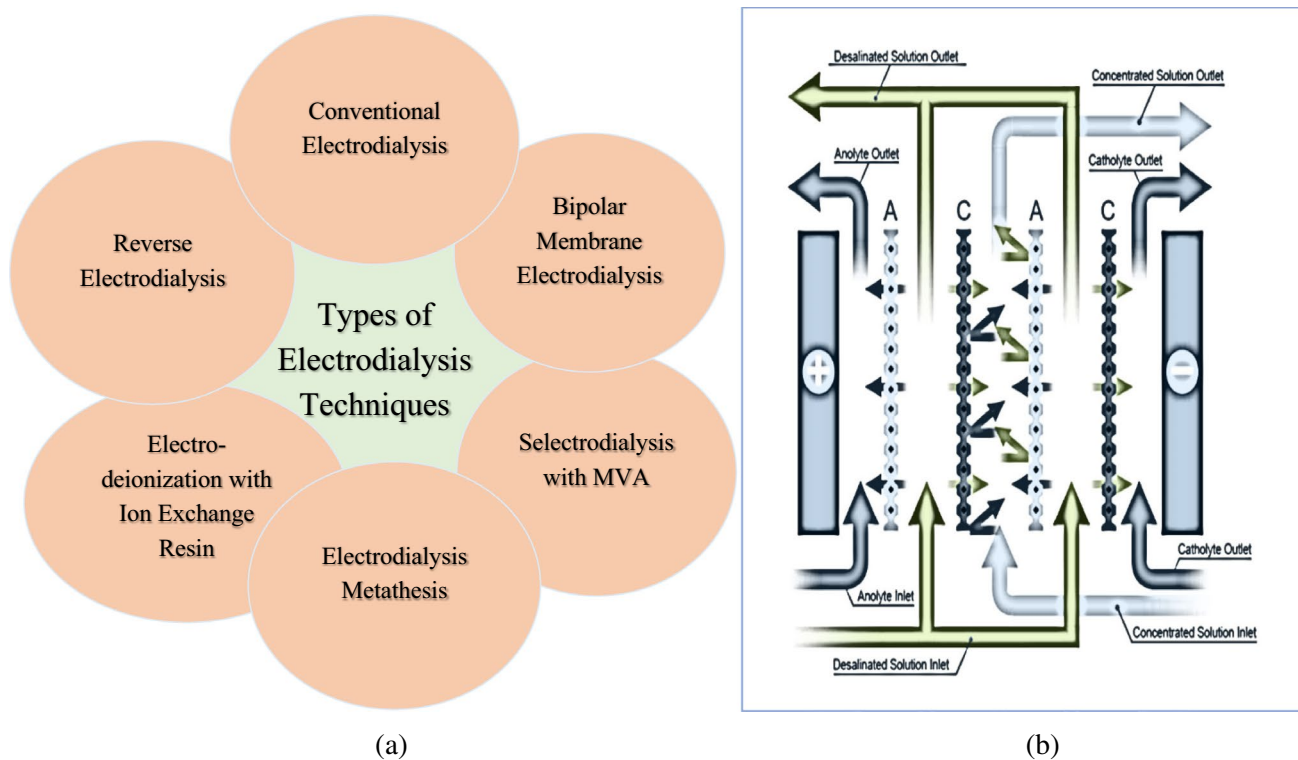 Conventional
Electrodialysis
Bipolar
Membrane
Electrodialysis
Reverse
Electrodialysis
Types of
Electrodialysis
Techniques
Selectrodialysis
with MVA
Electro-
deionization with
Ion Exchange
Resin
Electrodialysis
Metathesis
(a)
Desalinated Solution Outlet
Concentrated Solution Outlet
Anolyte Outlet
Catholyte Outlet
A
C
A
C
+
−
Catholyte Outlet
Anolyte Inlet
Concentrated Solution Inlet
Desalinated Solution Inlet
(b)